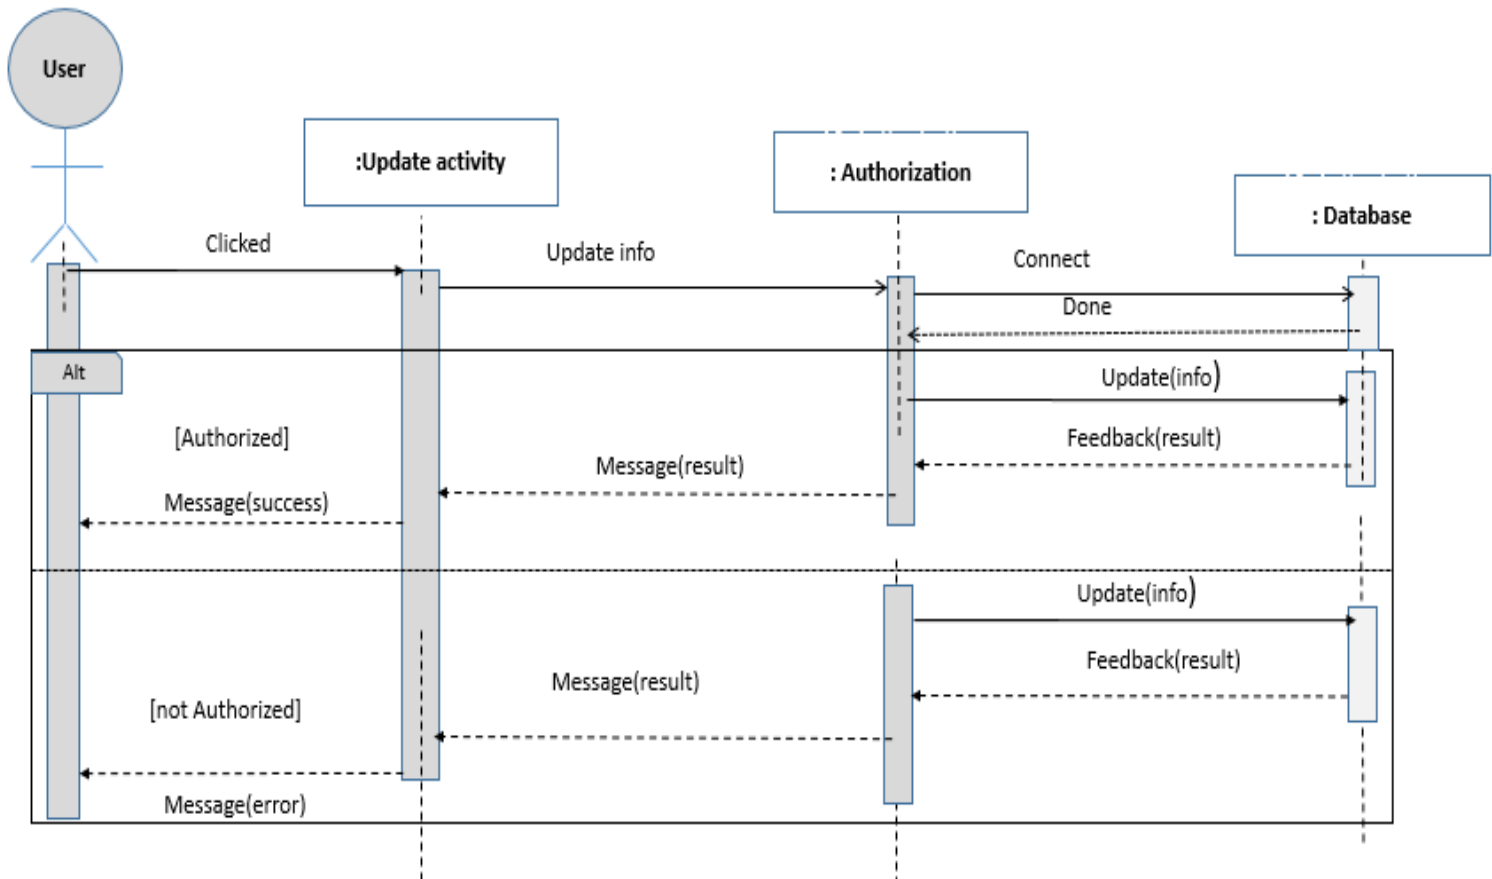 User
:Update activity
: Authorization
: Database
Clicked
Update info
Connect
Done
Alt
Update(info)
[Authorized]
Feedback(result)
Message(result)
Message(success)
Update(info)
Feedback(result)
Message(result)
[not Authorized]
Message(error)